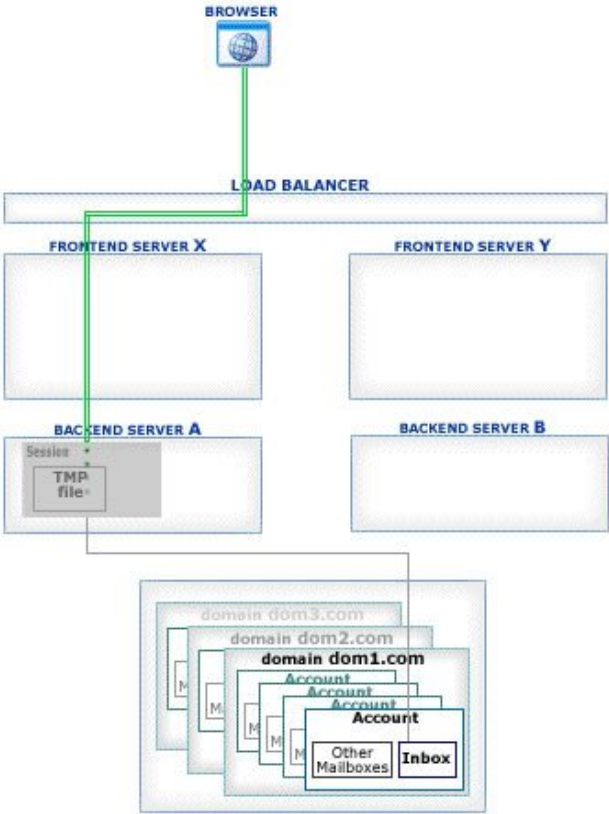 BROWSER
LOAD BALANCER
FRONTEND SERVER X
FRONTEND SERVER Y
BACKEND SERVER A
BACKEND SERVER B
Session
TMP
file
domain dom3.com
domain dom2.com
domain dom1.com
Account
Account
Account
Account
M
M
M
M
M
Other
Mailboxes
Inbox